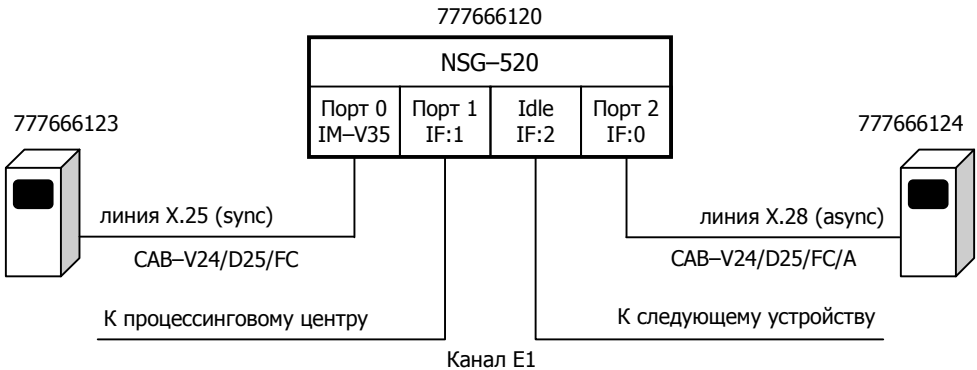 777666120
NSG–520
Порт 0 Порт 1 Idle Порт 2
IM–V35 IF:1 IF:2 IF:0
777666123 777666124
линия X.25 (sync) линия X.28 (async)
CAB–V24/D25/FC CAB–V24/D25/FC/A
К процессинговому центру К следующему устройству
Канал E1